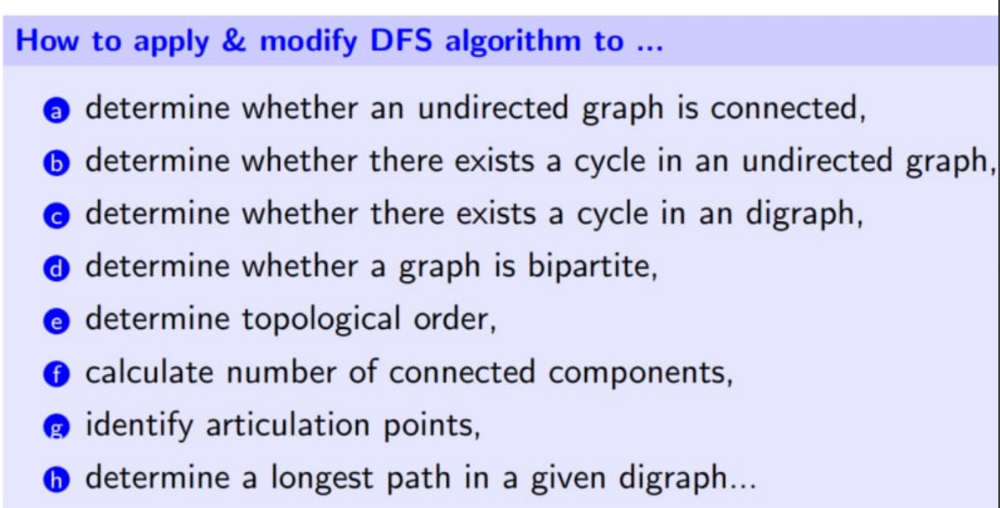 How to apply & modify DFS algorithm to ...
a determine whether an undirected graph is connected,
b determine whether there exists a cycle in an undirected graph,
c determine whether there exists a cycle in an digraph,
d determine whether a graph is bipartite,
e determine topological order,
f calculate number of connected components,
g identify articulation points,
h determine a longest path in a given digraph...